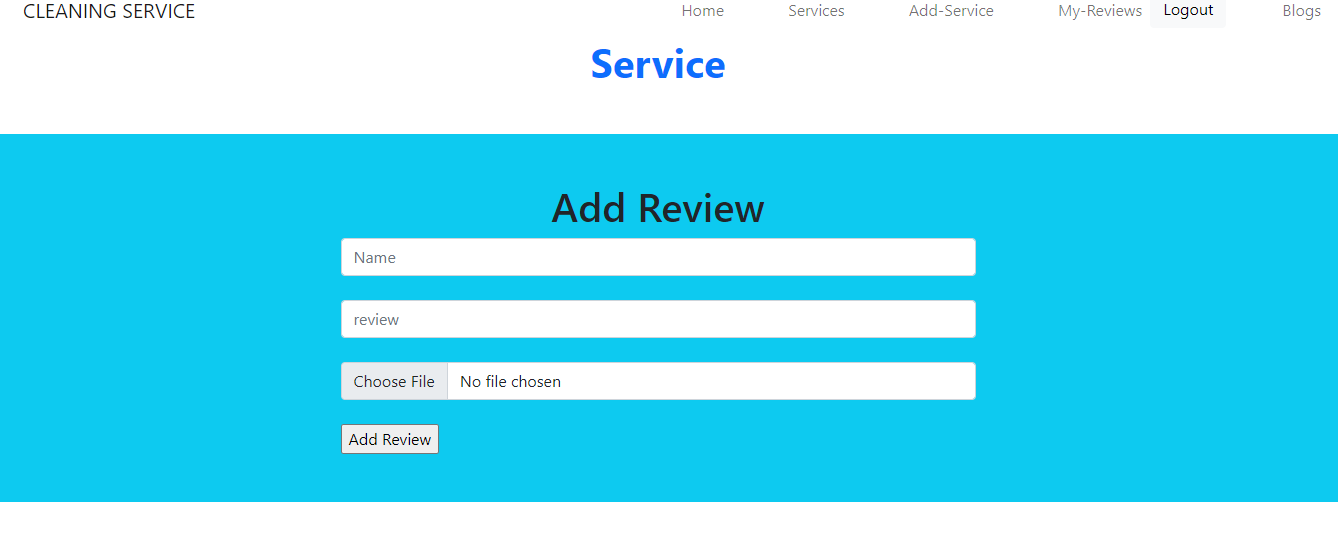 CLEANING SERVICE Home Services Add-Service My-Reviews Logout Blogs
Service
Add Review
Name
review
Choose File No file chosen
Add Review